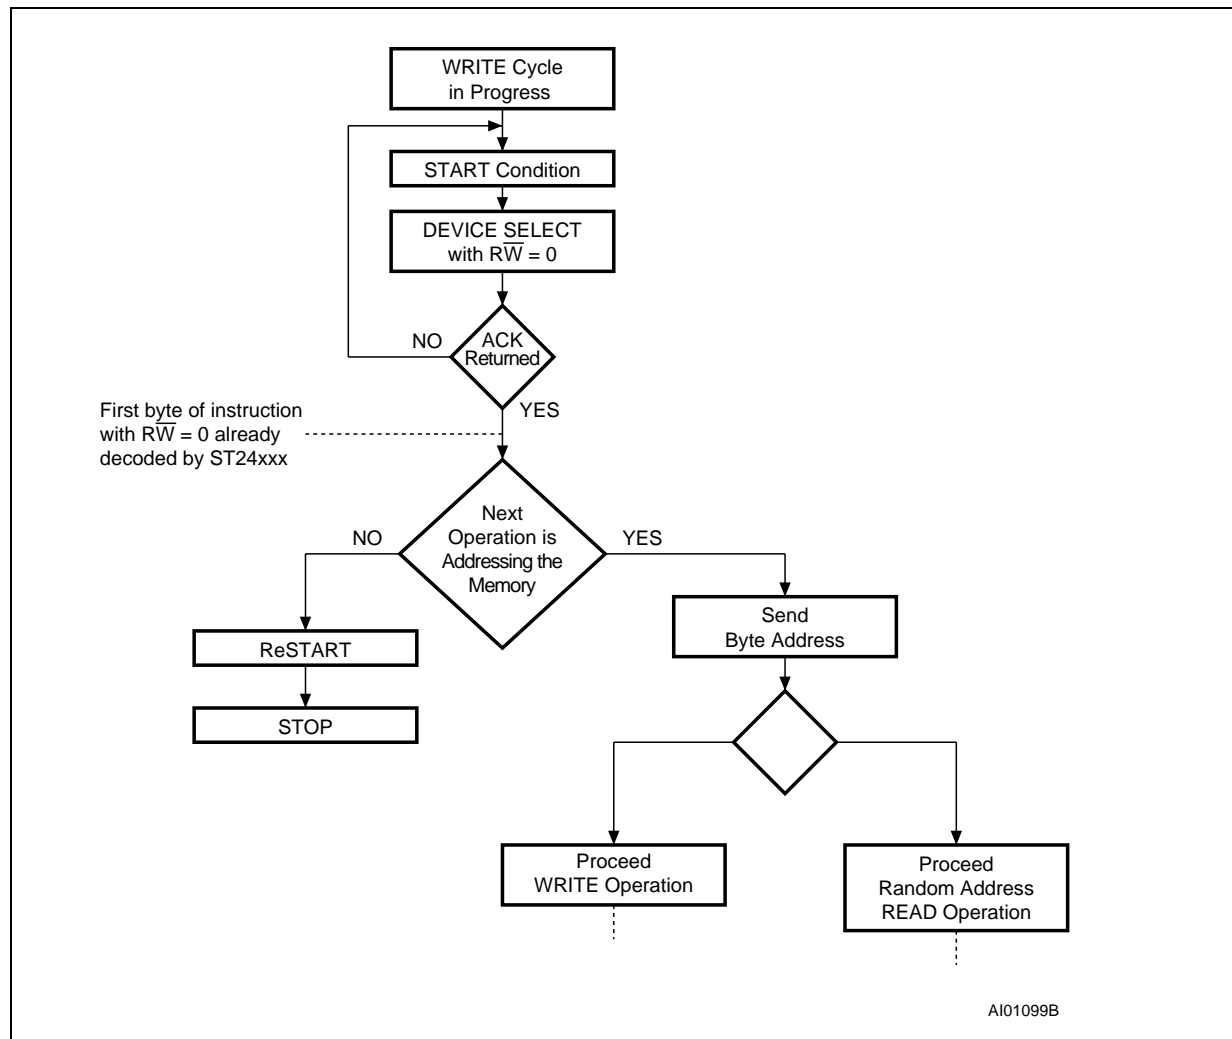 WRITE Cycle
in Progress
START Condition
DEVICE SELECT
with RW̅ = 0
NO
ACK
Returned
YES
First byte of instruction
with RW̅ = 0 already
decoded by ST24xxx
NO
Next
Operation is
Addressing the
Memory
YES
Send
Byte Address
ReSTART
STOP
Proceed
WRITE Operation
Proceed
Random Address
READ Operation
AI01099B